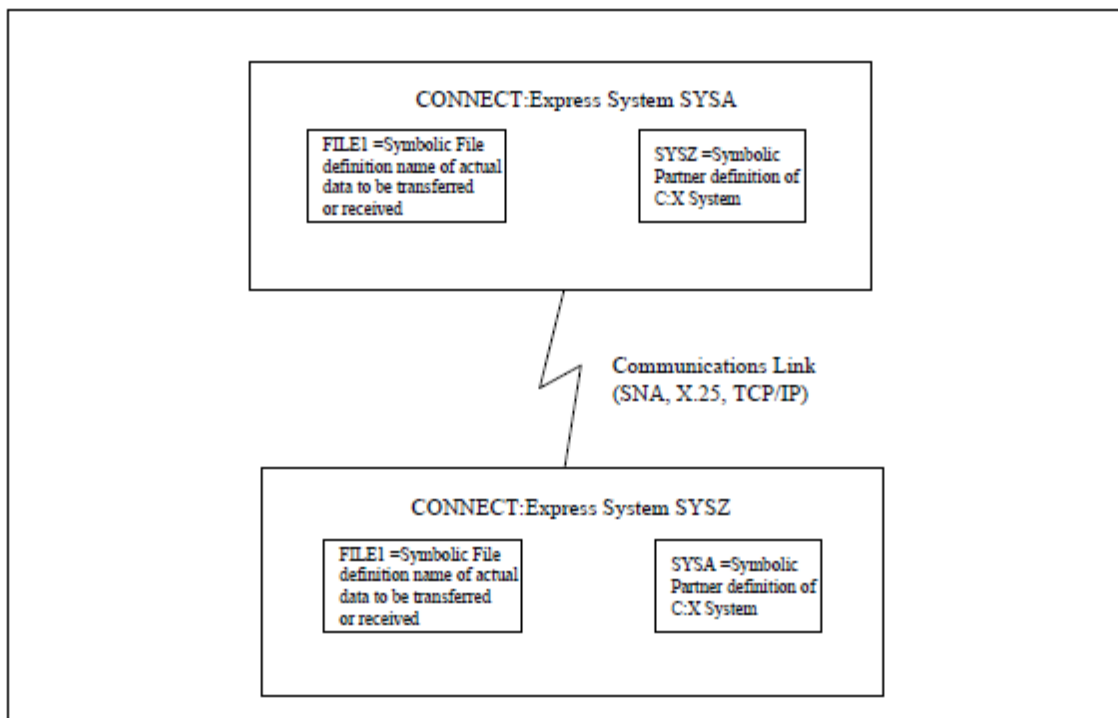 CONNECT:Express System SYSA
FILE1 =Symbolic File
definition name of actual
data to be transferred
or received
SYSZ =Symbolic
Partner definition of
C:X System
Communications Link
(SNA, X.25, TCP/IP)
CONNECT:Express System SYSZ
FILE1 =Symbolic File
definition name of actual
data to be transferred
or received
SYSA =Symbolic
Partner definition of
C:X System